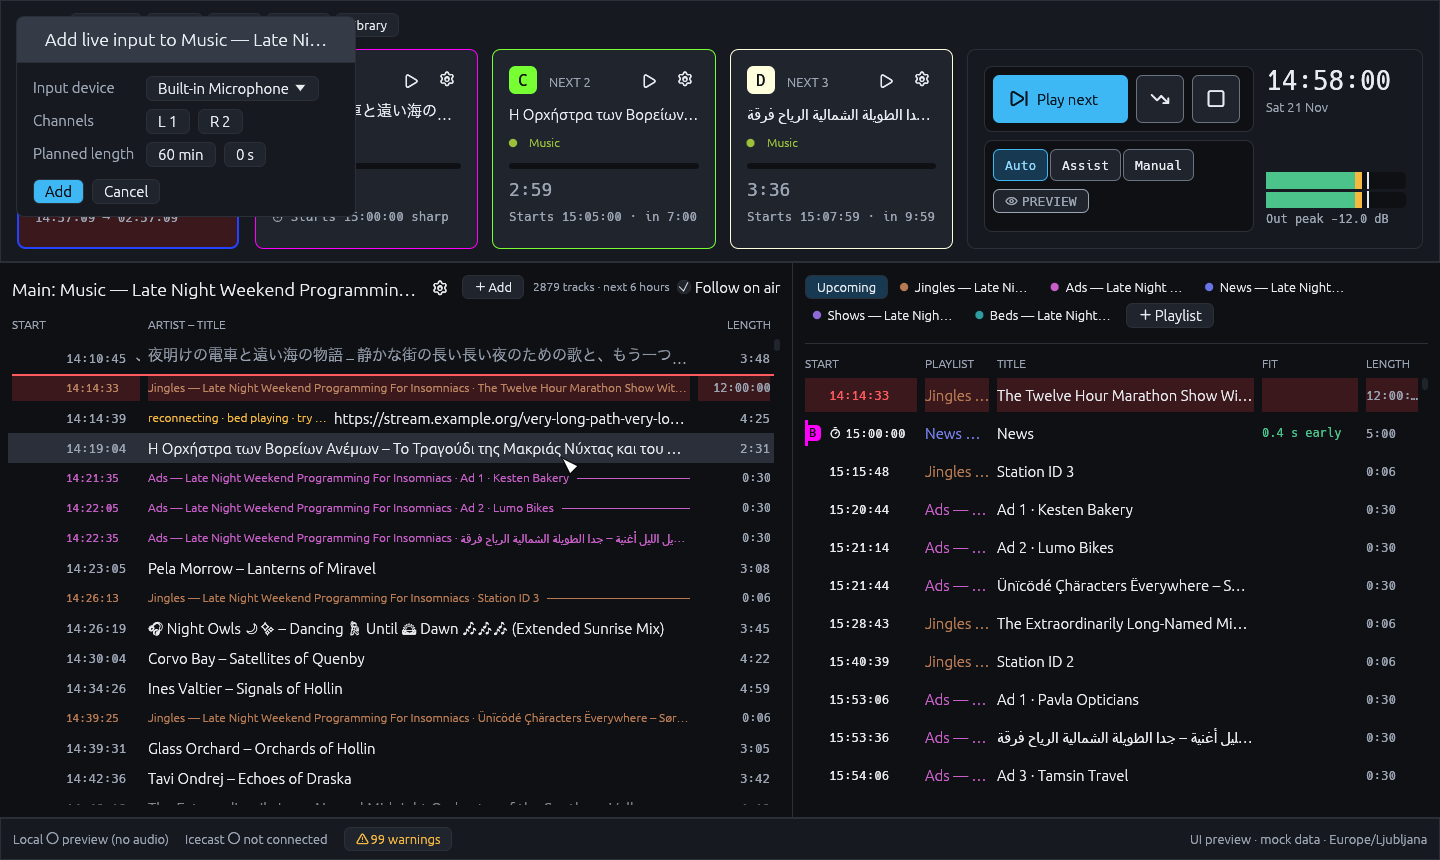 Add live input to Music — Late Ni…
Input device Built-in Microphone
Channels L 1 R 2
Planned length 60 min 0 s
Add Cancel
ibrary
14:57:09 → 02:57:09
車と遠い海の…
Starts 15:00:00 sharp
C NEXT 2
Η Ορχήστρα των Βορείων…
Music
2:59
Starts 15:05:00 · in 7:00
D NEXT 3
جدا الطويلة الشمالية الرياح فرقة…
Music
3:36
Starts 15:07:59 · in 9:59
Play next
Auto Assist Manual
PREVIEW
14:58:00
Sat 21 Nov
Out peak -12.0 dB
Main: Music — Late Night Weekend Programmin…
+ Add 2879 tracks · next 6 hours Follow on air
START ARTIST – TITLE LENGTH
14:10:45 夜明けの電車と遠い海の物語 – 静かな街の長い長い夜のための歌と、もう一つ… 3:48
14:14:33 Jingles — Late Night Weekend Programming For Insomniacs · The Twelve Hour Marathon Show Wit… 12:00:00
14:14:39 reconnecting · bed playing · try … https://stream.example.org/very-long-path-very-lo… 4:25
14:19:04 Η Ορχήστρα των Βορείων Ανέμων – Το Τραγούδι της Μακριάς Νύχτας και του … 2:31
14:21:35 Ads — Late Night Weekend Programming For Insomniacs · Ad 1 · Kesten Bakery 0:30
14:22:05 Ads — Late Night Weekend Programming For Insomniacs · Ad 2 · Lumo Bikes 0:30
14:22:35 Ads — Late Night Weekend Programming For Insomniacs · فرقة الرياح الشمالية الطويلة جدا – أغنية الليل… 0:30
14:23:05 Pela Morrow – Lanterns of Miravel 3:08
14:26:13 Jingles — Late Night Weekend Programming For Insomniacs · Station ID 3 0:06
14:26:19 🎧 Night Owls 🌙✨ – Dancing 💃 Until 🌅 Dawn 🎶🎶🎶 (Extended Sunrise Mix) 3:45
14:30:04 Corvo Bay – Satellites of Quenby 4:22
14:34:26 Ines Valtier – Signals of Hollin 4:59
14:39:25 Jingles — Late Night Weekend Programming For Insomniacs · Ünïcödé Çhäracters Ëverywhere – Sør… 0:06
14:39:31 Glass Orchard – Orchards of Hollin 3:05
14:42:36 Tavi Ondrej – Echoes of Draska 3:42
Upcoming Jingles — Late Ni… Ads — Late Night … News — Late Night…
Shows — Late Nigh… Beds — Late Night… + Playlist
START PLAYLIST TITLE FIT LENGTH
14:14:33 Jingles … The Twelve Hour Marathon Show Wi… 12:00:…
B 15:00:00 News … News 0.4 s early 5:00
15:15:48 Jingles … Station ID 3 0:06
15:20:44 Ads — … Ad 1 · Kesten Bakery 0:30
15:21:14 Ads — … Ad 2 · Lumo Bikes 0:30
15:21:44 Ads — … Ünïcödé Çhäracters Ëverywhere – S… 0:30
15:28:43 Jingles … The Extraordinarily Long-Named Mi… 0:06
15:40:39 Jingles … Station ID 2 0:06
15:53:06 Ads — … Ad 1 · Pavla Opticians 0:30
15:53:36 Ads — … فرقة الرياح الشمالية الطويلة جدا – أغنية الليل… 0:30
15:54:06 Ads — … Ad 3 · Tamsin Travel 0:30
Local preview (no audio) Icecast not connected 99 warnings
UI preview · mock data · Europe/Ljubljana